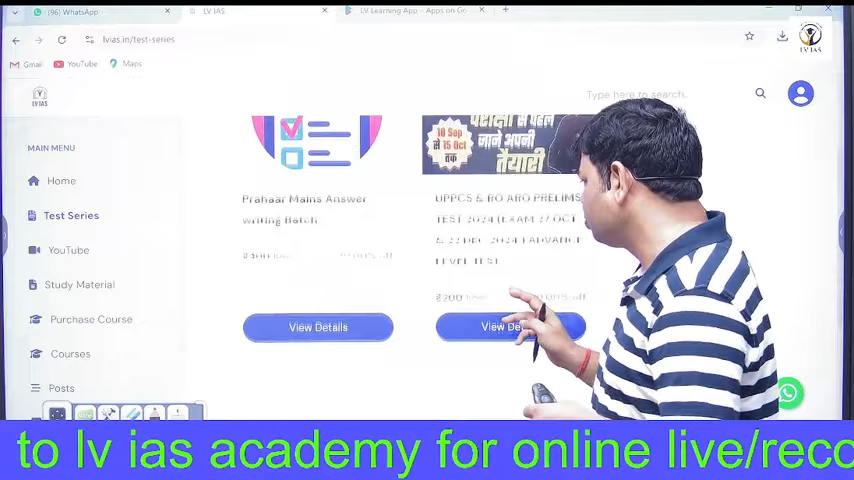 (96) WhatsApp
LV IAS
LV Learning App - Apps on Go
lvias.in/test-series
Gmail
YouTube
Maps
LV IAS
LV IAS
Type here to search.
MAIN MENU
Home
Test Series
YouTube
Study Material
Purchase Course
Courses
Posts
Prahaar Mains Answer
writing Batch
View Details
परीक्षा से पहले
जाने अपनी
तैयारी
10 Sep
से 15 Oct
तक
UPPCS & RO ARO PRELIMS
TEST 2024 (EXAM 27 OCT
& 22 DEC 2024) ADVANCE
LEVEL TEST
₹200
View De
to lv ias academy for online live/reco